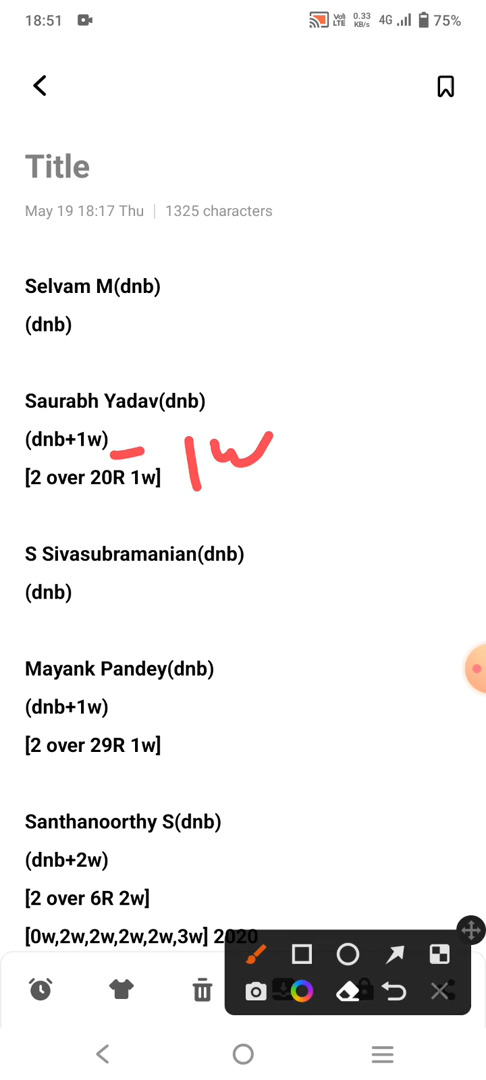 18:51
Vo)) LTE 0.33 KB/s 4G 75%
Title
May 19 18:17 Thu | 1325 characters
Selvam M(dnb)
(dnb)
Saurabh Yadav(dnb)
(dnb+1w)
1w
[2 over 20R 1w]
S Sivasubramanian(dnb)
(dnb)
Mayank Pandey(dnb)
(dnb+1w)
[2 over 29R 1w]
Santhanoorthy S(dnb)
(dnb+2w)
[2 over 6R 2w]
[0w,2w,2w,2w,2w,3w] 2020